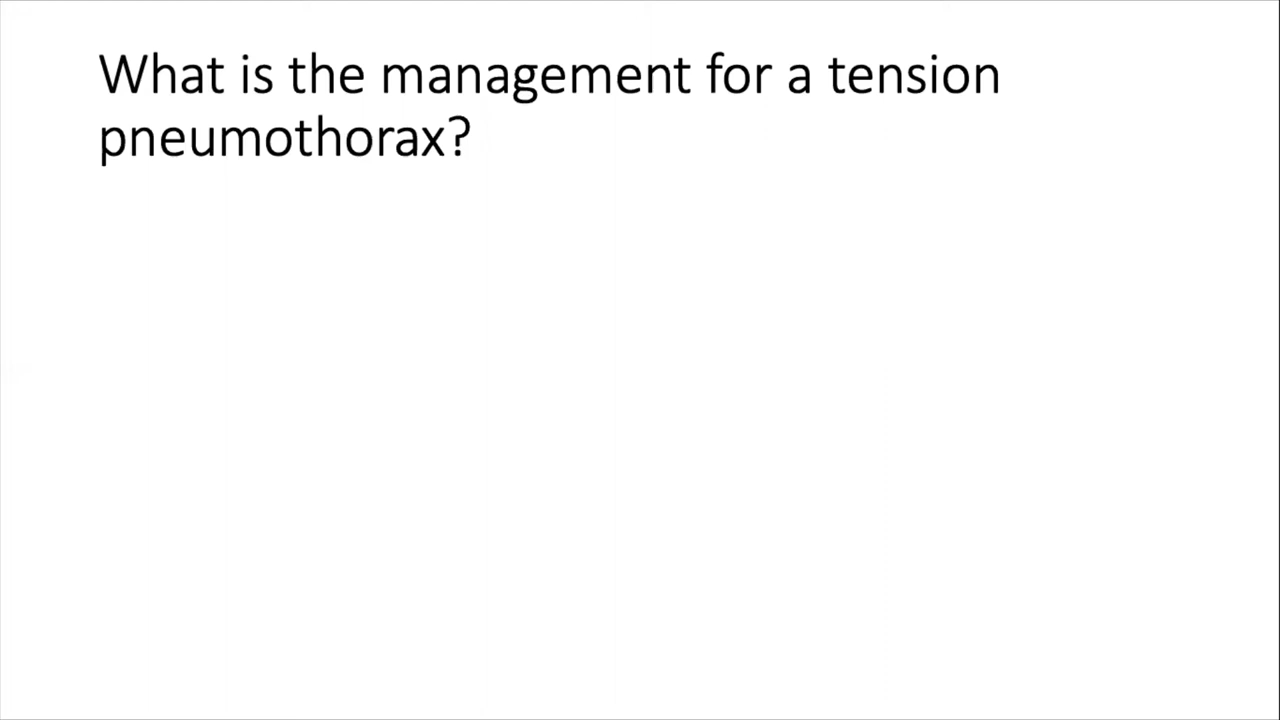 What is the management for a tension
pneumothorax?